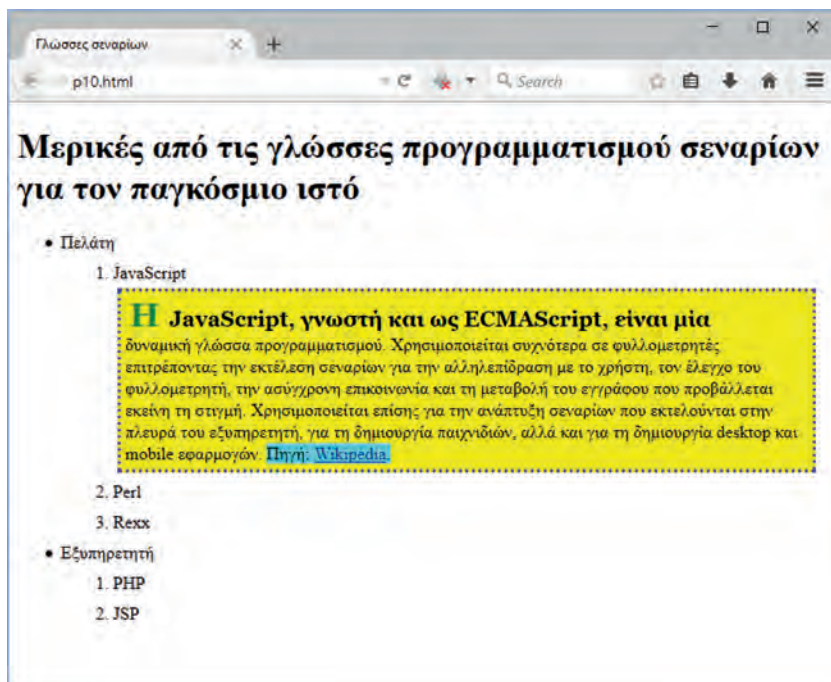 Γλώσσες σεναρίων
p10.html
Search
Μερικές από τις γλώσσες προγραμματισμού σεναρίων
για τον παγκόσμιο ιστό
• Πελάτη
1. JavaScript
Η JavaScript, γνωστή και ως ECMAScript, είναι μία
δυναμική γλώσσα προγραμματισμού. Χρησιμοποιείται συχνότερα σε φυλλομετρητές
επιτρέποντας την εκτέλεση σεναρίων για την αλληλεπίδραση με το χρήστη, τον έλεγχο του
φυλλομετρητή, την ασύγχρονη επικοινωνία και τη μεταβολή του εγγράφου που προβάλλεται
εκείνη τη στιγμή. Χρησιμοποιείται επίσης για την ανάπτυξη σεναρίων που εκτελούνται στην
πλευρά του εξυπηρετητή, για τη δημιουργία παιχνιδιών, αλλά και για τη δημιουργία desktop και
mobile εφαρμογών. Πηγή: Wikipedia.
2. Perl
3. Rexx
• Εξυπηρετητή
1. PHP
2. JSP